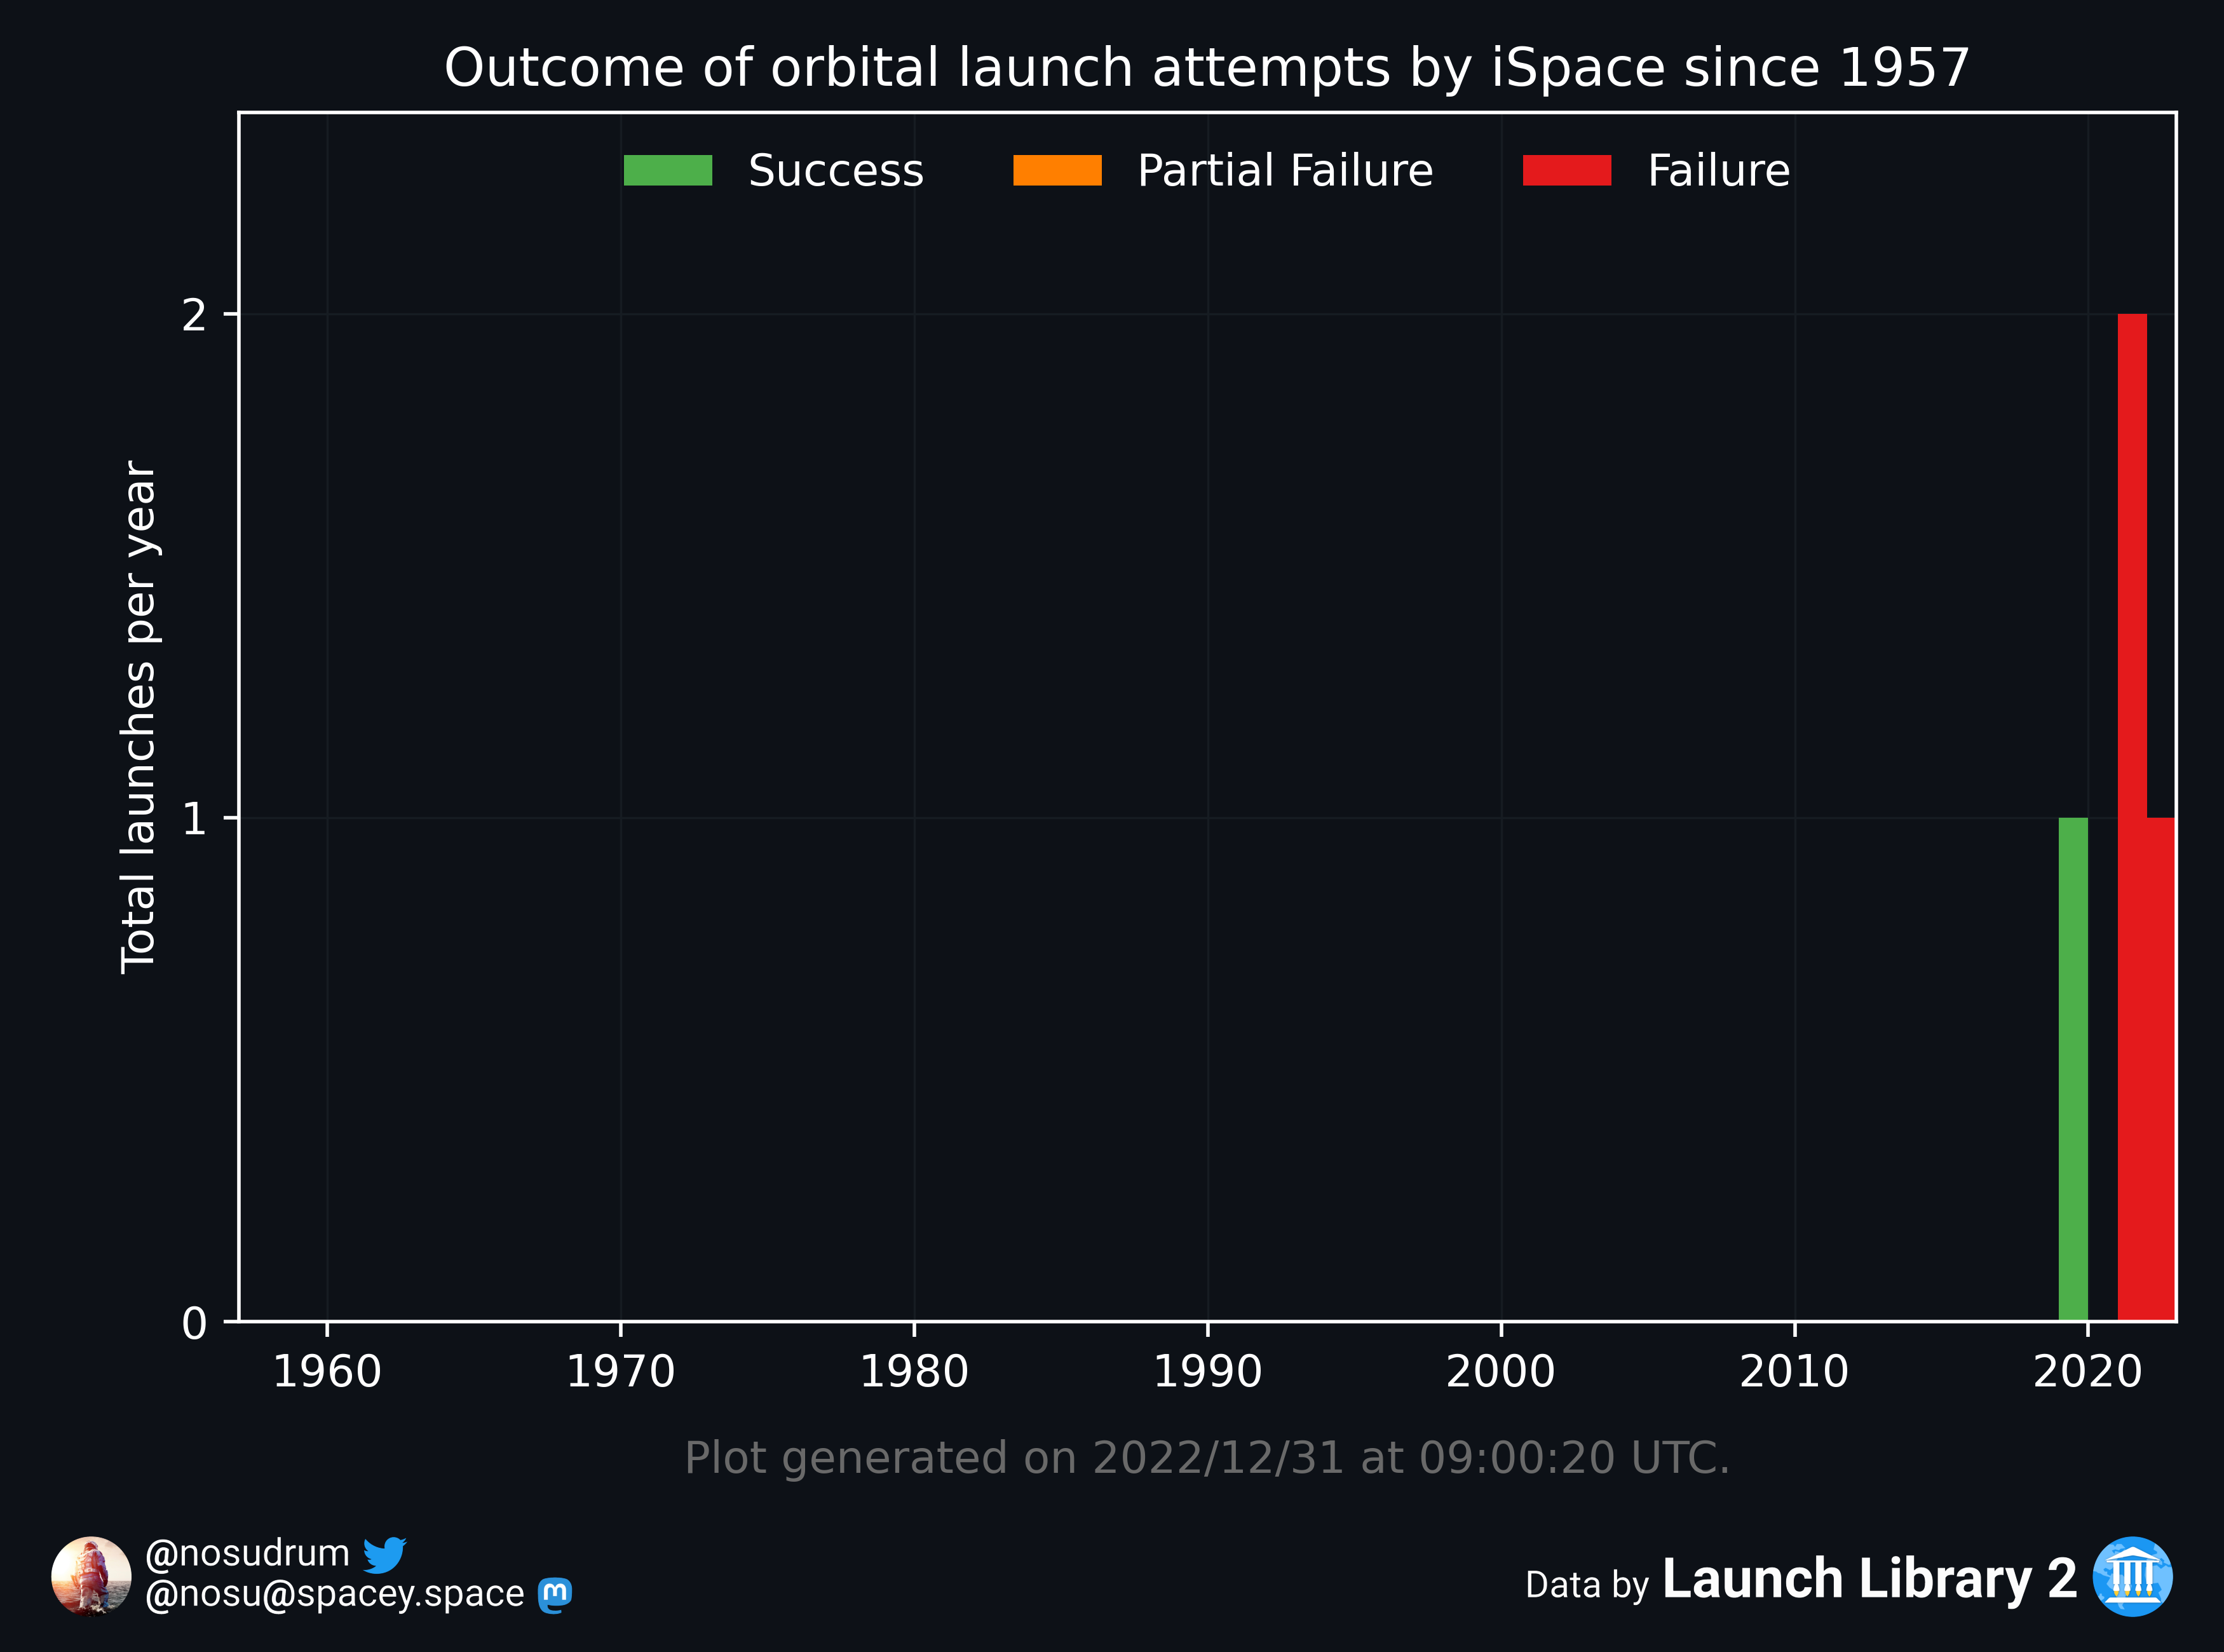 Outcome of orbital launch attempts by iSpace since 1957
Success Partial Failure Failure
Total launches per year
2
1
0
1960 1970 1980 1990 2000 2010 2020
Plot generated on 2022/12/31 at 09:00:20 UTC.
@nosudrum
@nosu@spacey.space
Data by Launch Library 2